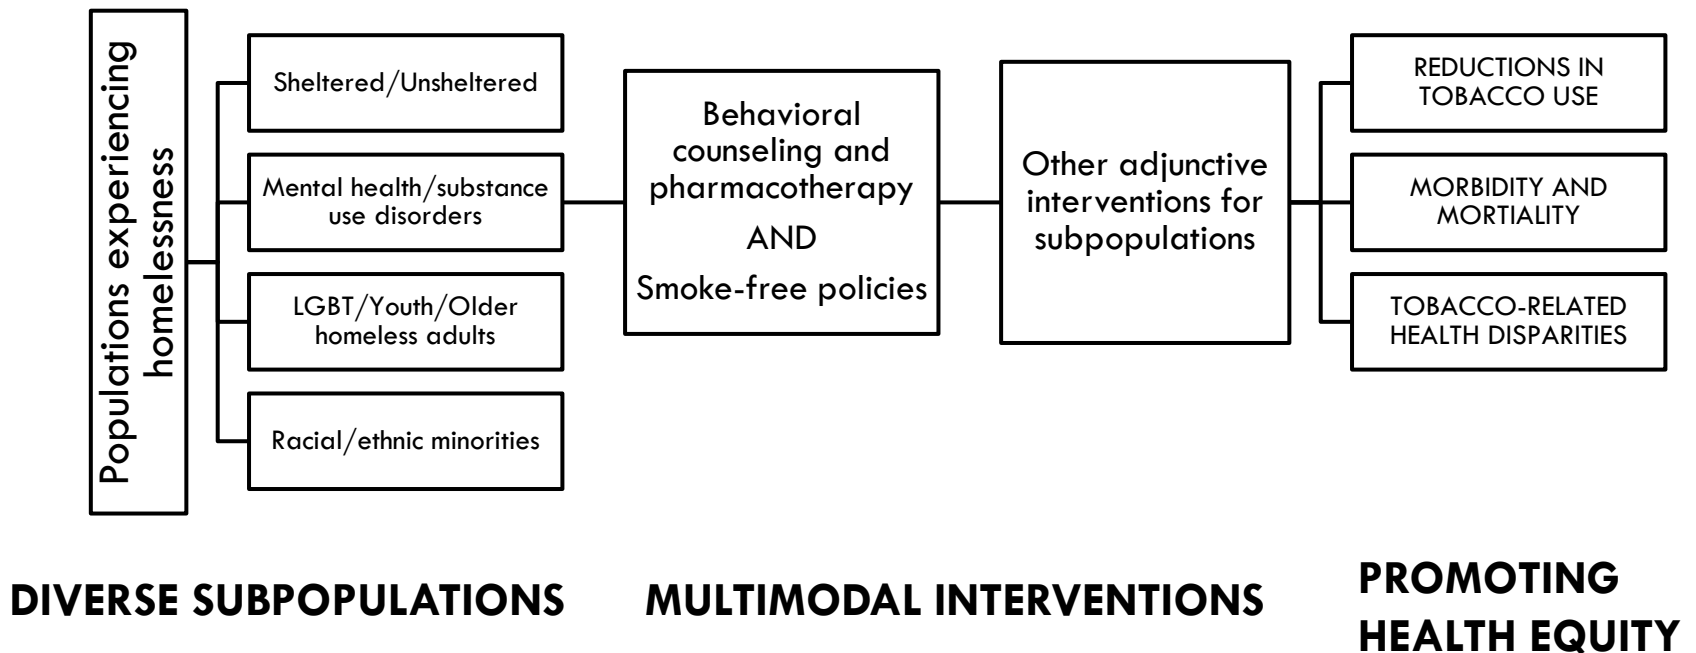 Populations experiencing
homelessness
Sheltered/Unsheltered
Mental health/substance
use disorders
LGBT/Youth/Older
homeless adults
Racial/ethnic minorities
Behavioral
counseling and
pharmacotherapy
AND
Smoke-free policies
Other adjunctive
interventions for
subpopulations
REDUCTIONS IN
TOBACCO USE
MORBIDITY AND
MORTIALITY
TOBACCO-RELATED
HEALTH DISPARITIES
DIVERSE SUBPOPULATIONS
MULTIMODAL INTERVENTIONS
PROMOTING
HEALTH EQUITY